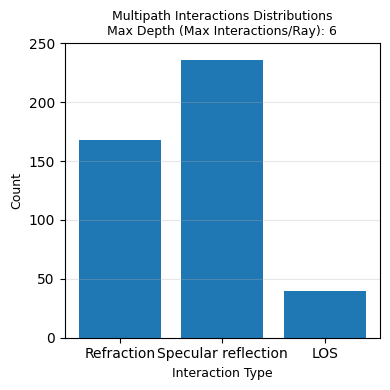 Multipath Interactions Distributions
Max Depth (Max Interactions/Ray): 6
250
200
150
100
50
0
Count
Refraction
Specular reflection
LOS
Interaction Type